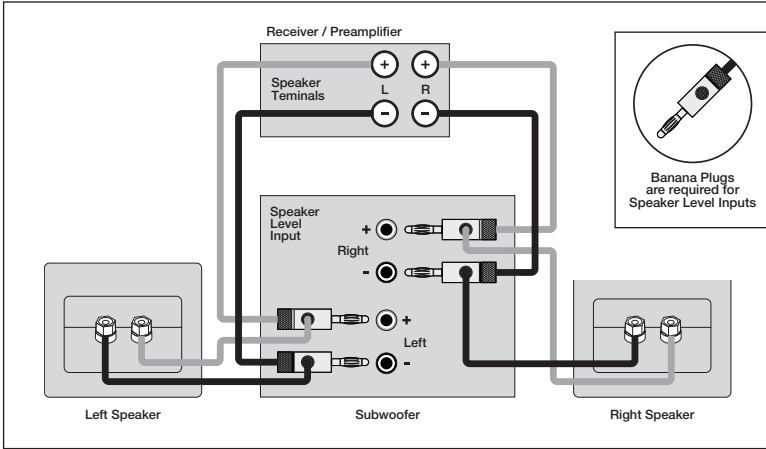 Receiver / Preamplifier
Speaker
Teminals
+
+
L
R
-
-
Banana Plugs
are required for
Speaker Level Inputs
Speaker
Level
Input
+
Right
-
+
Left
-
Left Speaker
Subwoofer
Right Speaker